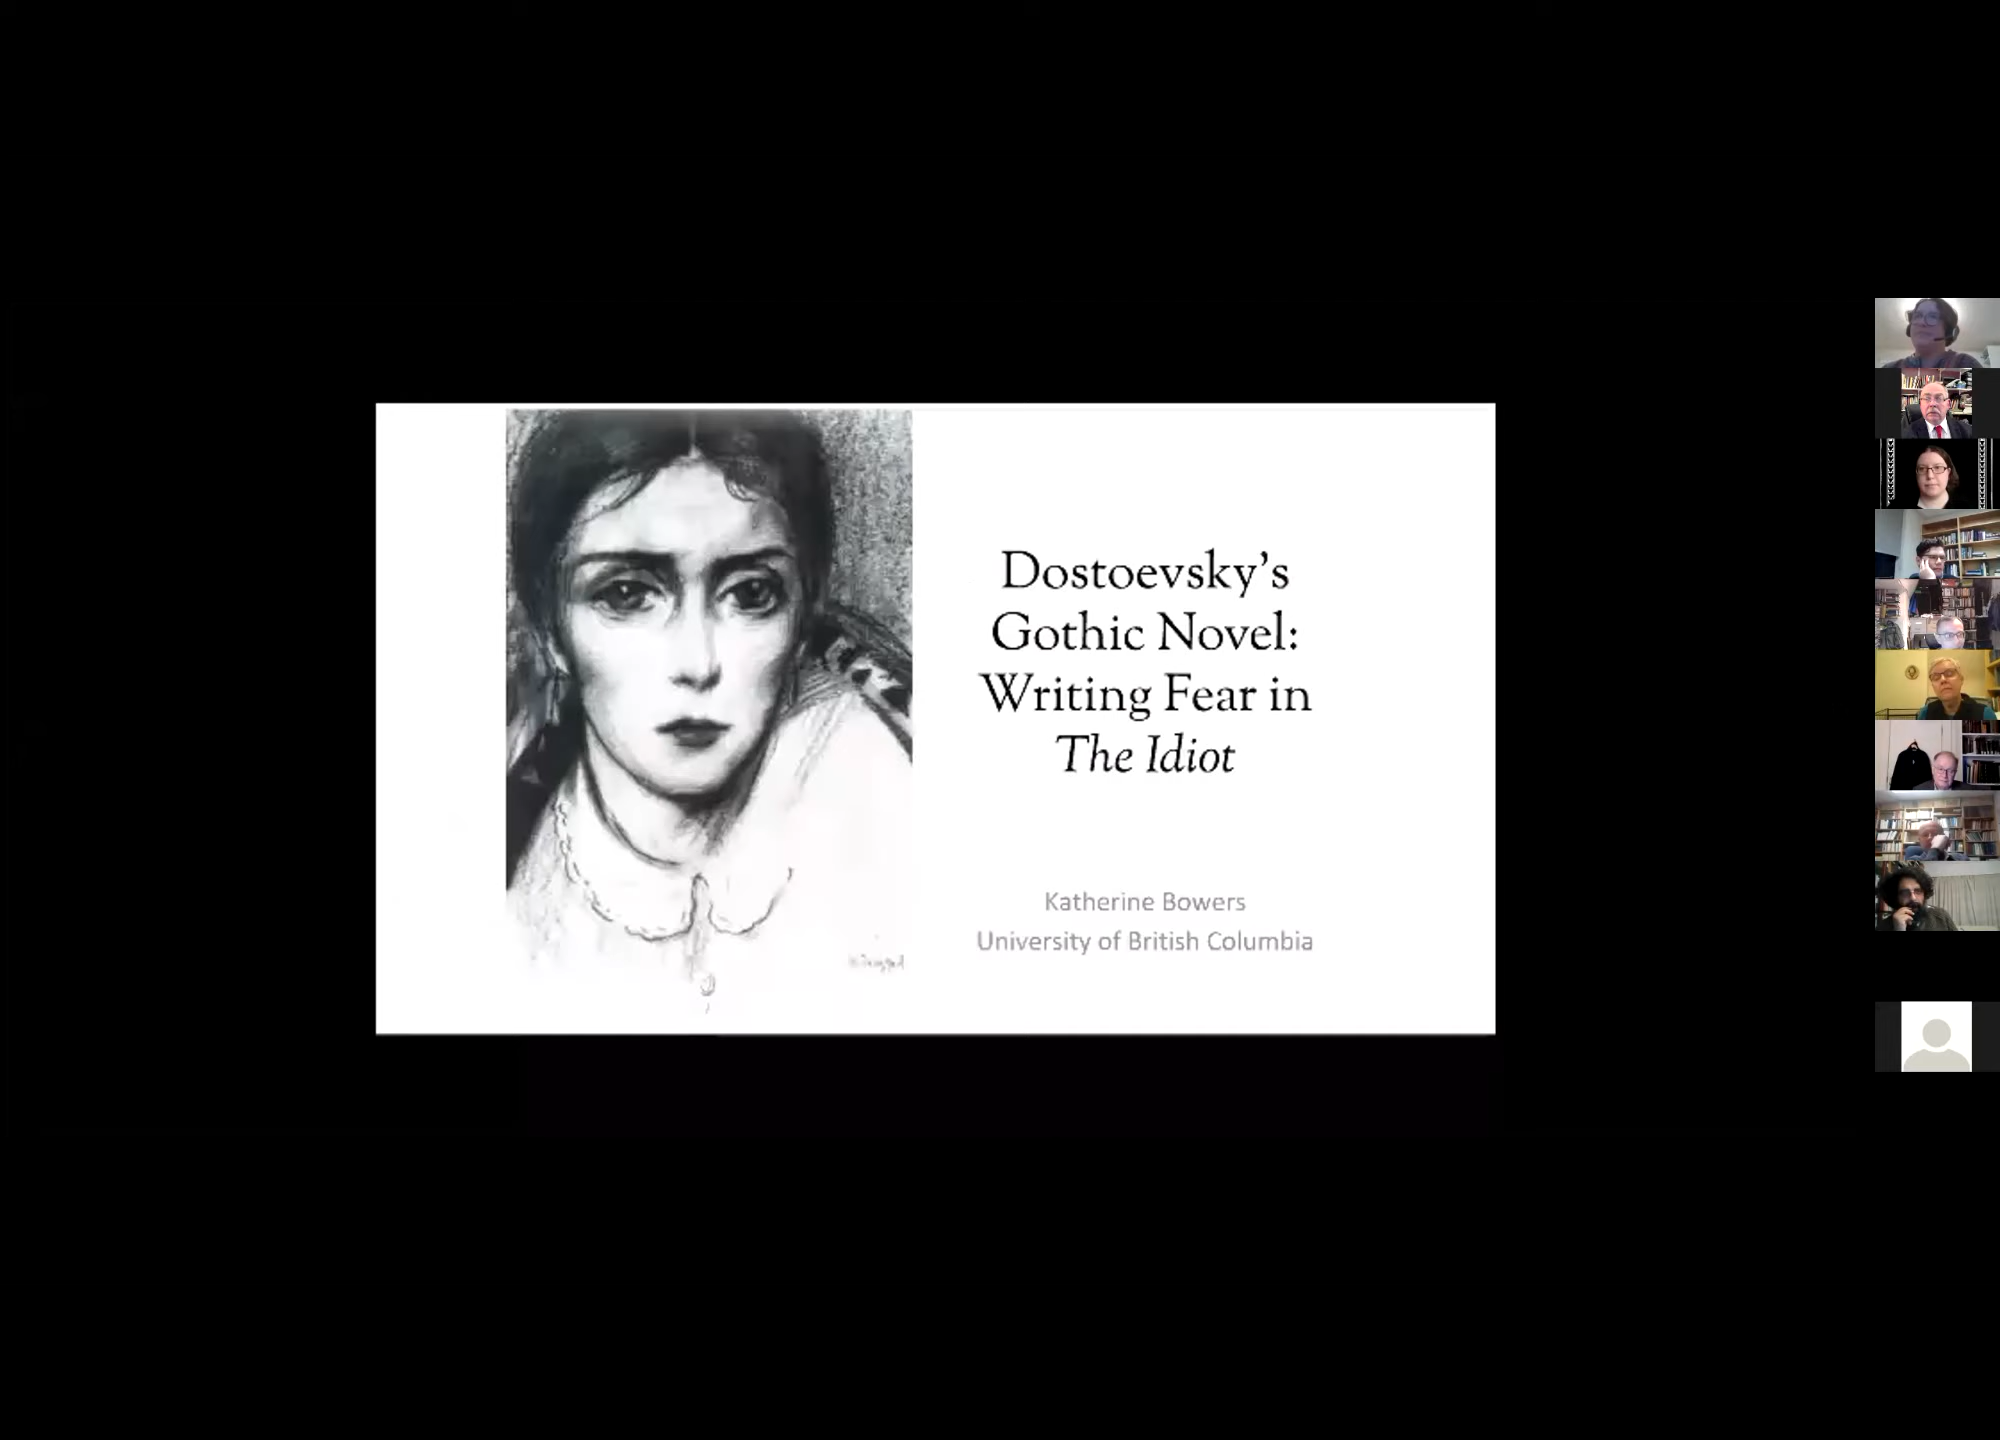 Dostoevsky’s
Gothic Novel:
Writing Fear in
The Idiot
Katherine Bowers
University of British Columbia